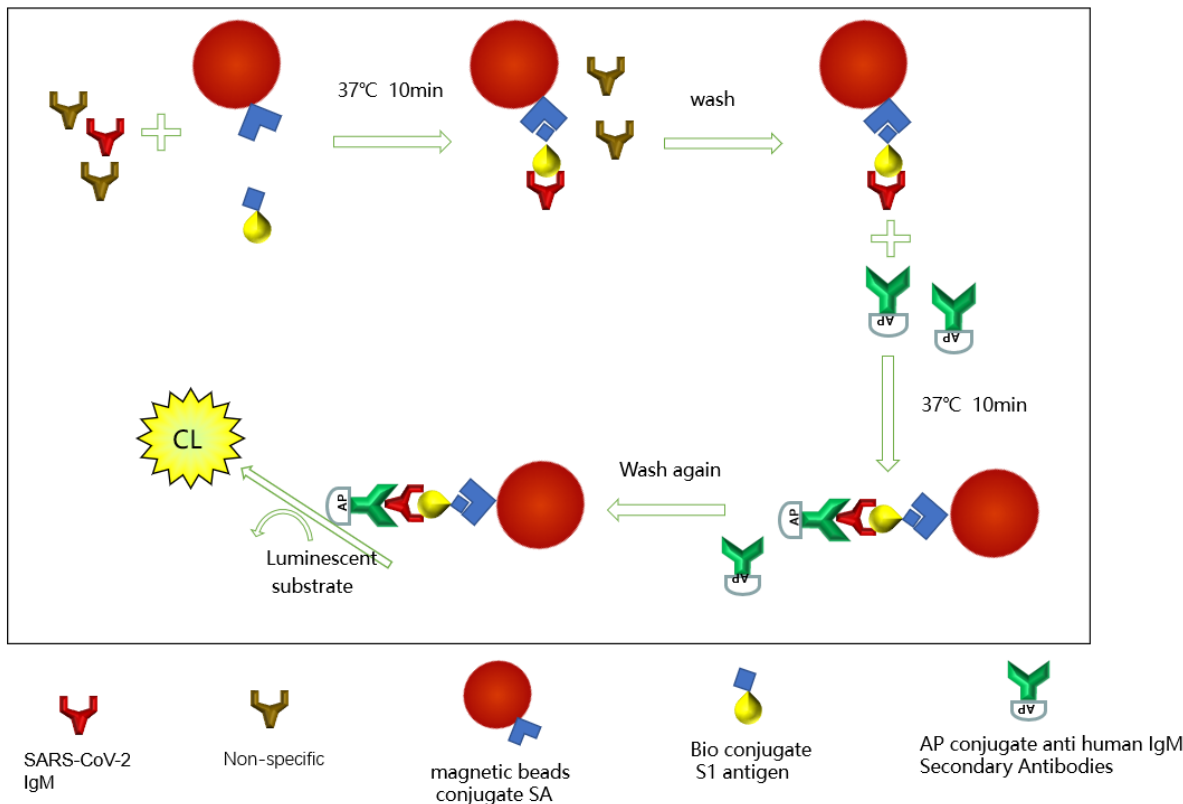 37℃ 10min
wash
AP
AP
37℃ 10min
CL
Wash again
AP
AP
AP
Luminescent
substrate
SARS-CoV-2
IgM
Non-specific
magnetic beads
conjugate SA
Bio conjugate
S1 antigen
AP
AP conjugate anti human IgM
Secondary Antibodies